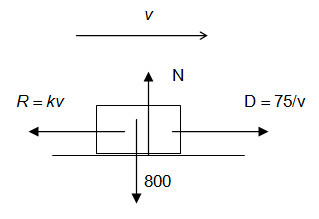 v
N
R = kv
D = 75/v
800